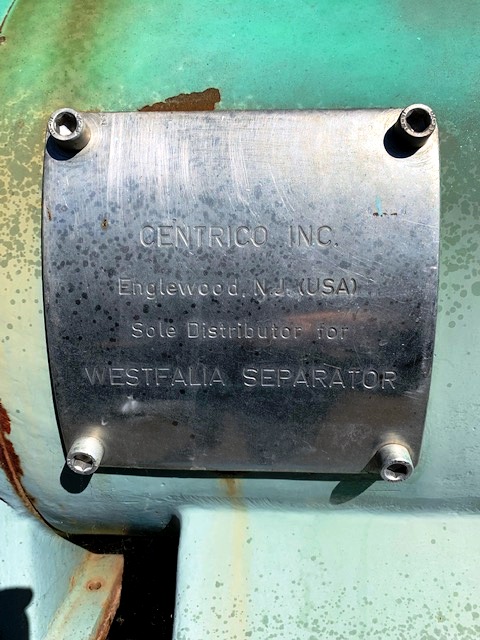 CENTRICO INC.
Englewood, N.J. (USA)
Sole Distributor for
WESTFALIA SEPARATOR